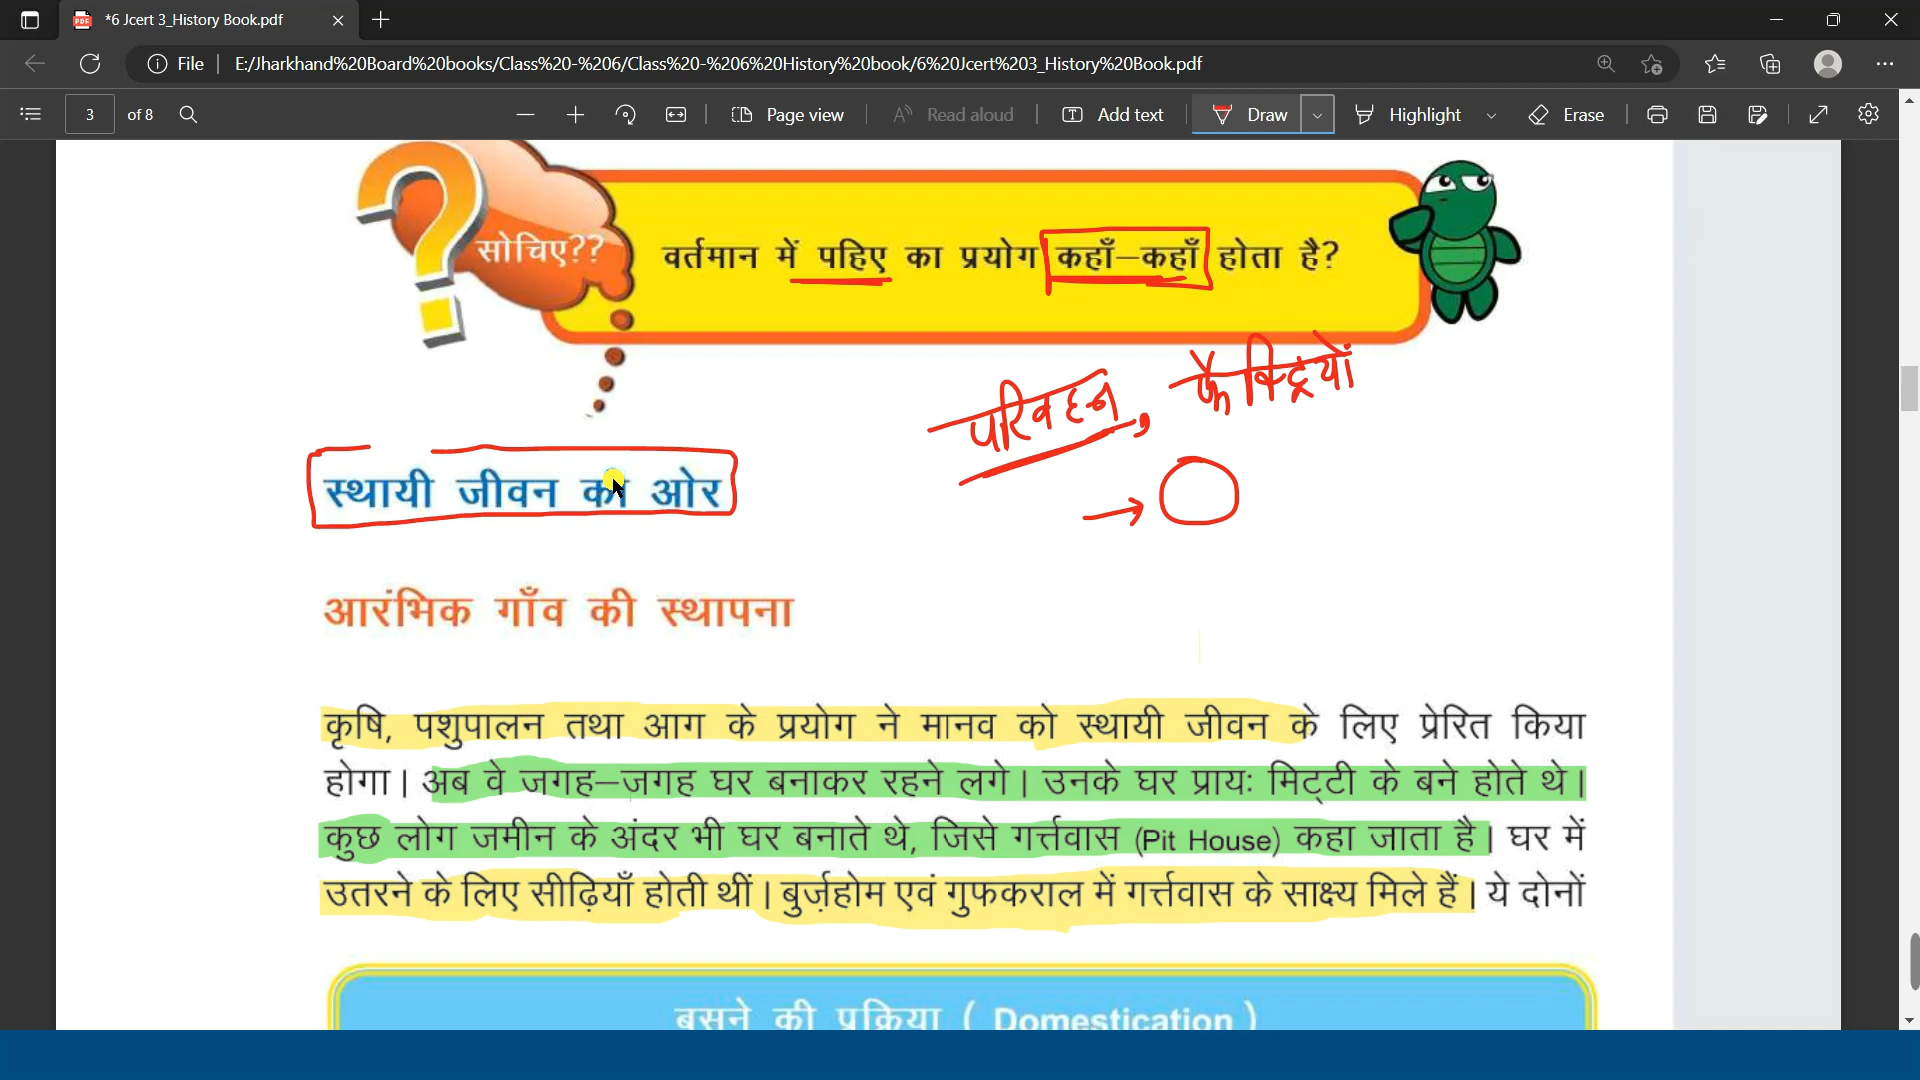 *6 Jcert 3_History Book.pdf
File
E:/Jharkhand%20Board%20books/Class%20-%206/Class%20-%206%20History%20book/6%20Jcert%203_History%20Book.pdf
3 of 8
Page view
Read aloud
Add text
Draw
Highlight
Erase
सोचिए??
वर्तमान में पहिए का प्रयोग कहाँ–कहाँ होता है?
परिवहन, फैक्ट्रियों
स्थायी जीवन की ओर
आरंभिक गाँव की स्थापना
कृषि, पशुपालन तथा आग के प्रयोग ने मानव को स्थायी जीवन के लिए प्रेरित किया
होगा। अब वे जगह–जगह घर बनाकर रहने लगे। उनके घर प्रायः मिट्टी के बने होते थे।
कुछ लोग जमीन के अंदर भी घर बनाते थे, जिसे गर्त्तवास (Pit House) कहा जाता है। घर में
उतरने के लिए सीढ़ियाँ होती थीं। बुर्ज़होम एवं गुफकराल में गर्त्तवास के साक्ष्य मिले हैं। ये दोनों
बसने की प्रक्रिया ( Domestication )